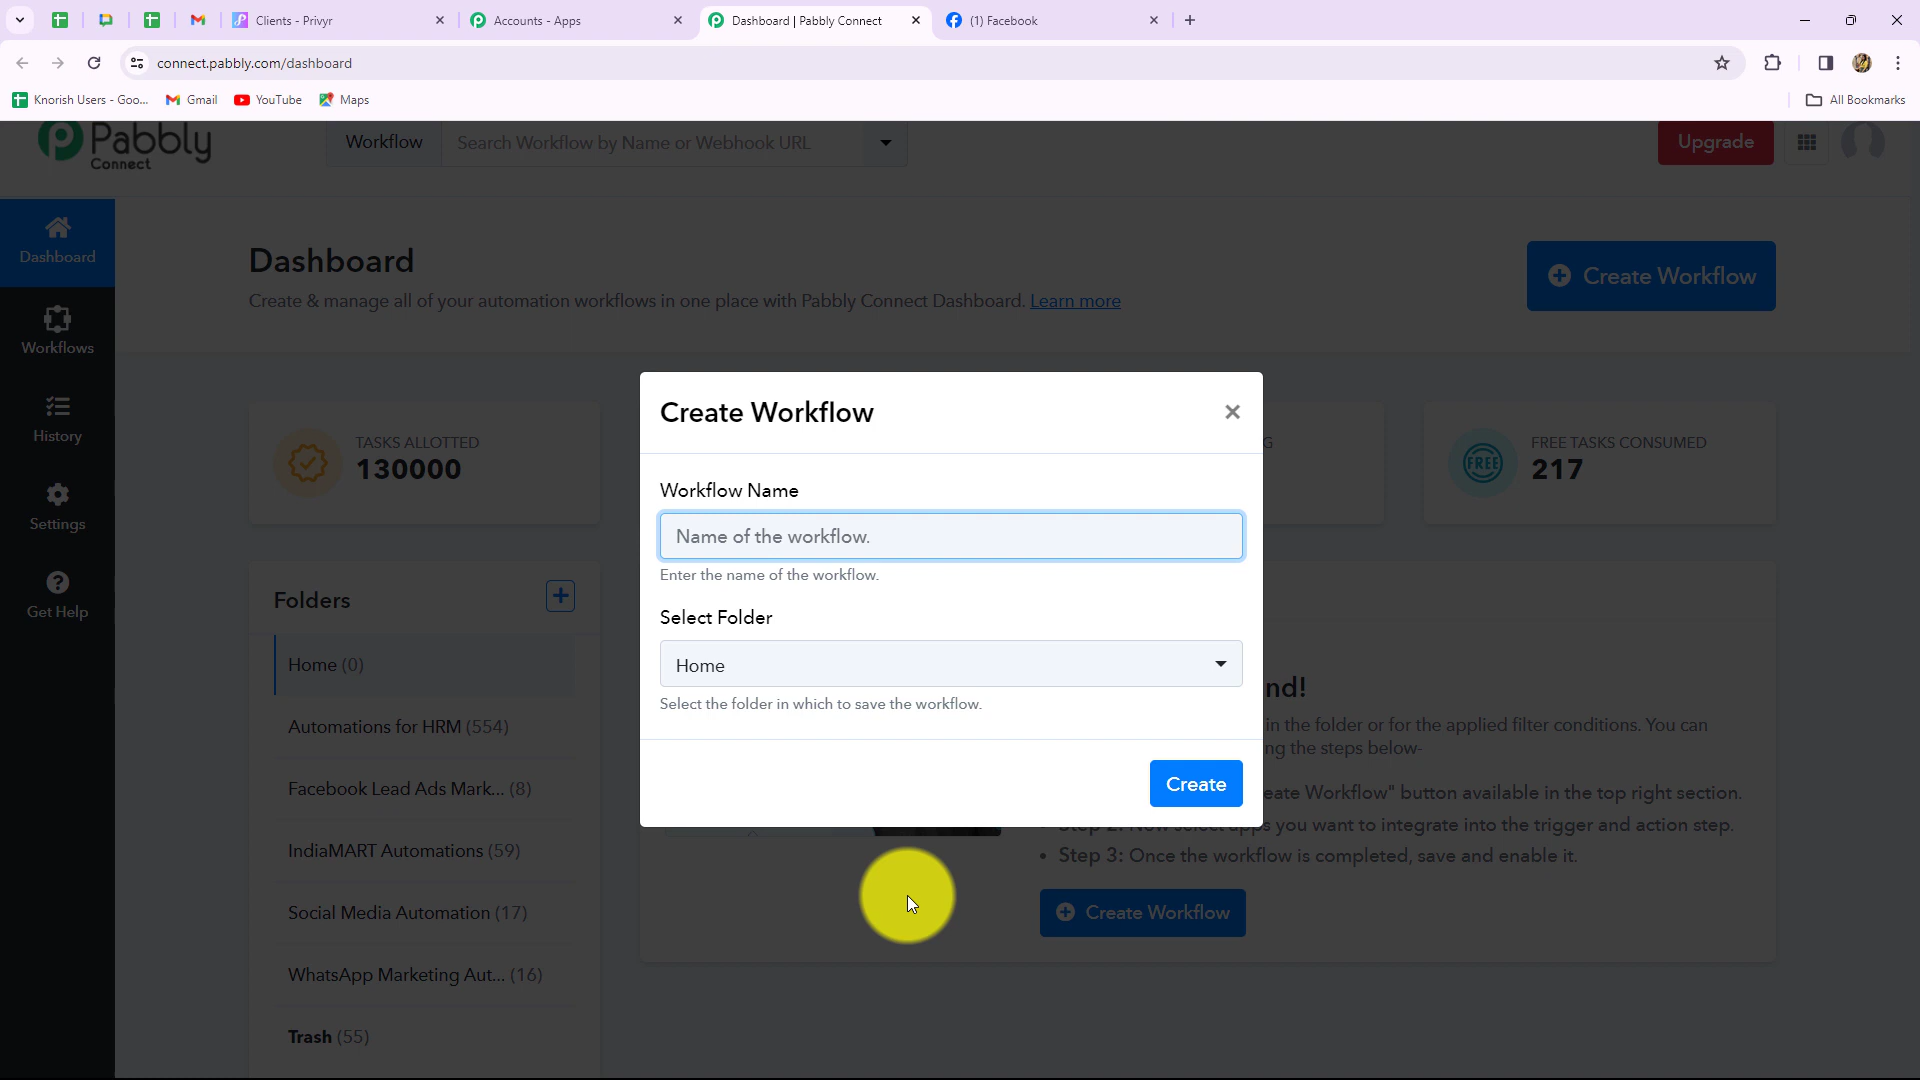 Clients - Privyr
Accounts - Apps
Dashboard | Pabbly Connect
(1) Facebook
connect.pabbly.com/dashboard
Knorish Users - Goo...
Gmail
YouTube
Maps
All Bookmarks
Pabbly
Connect
Workflow
Search Workflow by Name or Webhook URL
Upgrade
Dashboard
Workflows
History
Settings
Get Help
Dashboard
Create & manage all of your automation workflows in one place with Pabbly Connect Dashboard. Learn more
Create Workflow
TASKS ALLOTTED
130000
G
FREE
FREE TASKS CONSUMED
217
Folders
Home (0)
Automations for HRM (554)
Facebook Lead Ads Mark... (8)
IndiaMART Automations (59)
Social Media Automation (17)
WhatsApp Marketing Aut... (16)
Trash (55)
Create Workflow
Workflow Name
Name of the workflow.
Enter the name of the workflow.
Select Folder
Home
Select the folder in which to save the workflow.
Create
nd!
in the folder or for the applied filter conditions. You can
ng the steps below-
eate Workflow" button available in the top right section.
you want to integrate into the trigger and action step.
Step 3: Once the workflow is completed, save and enable it.
Create Workflow